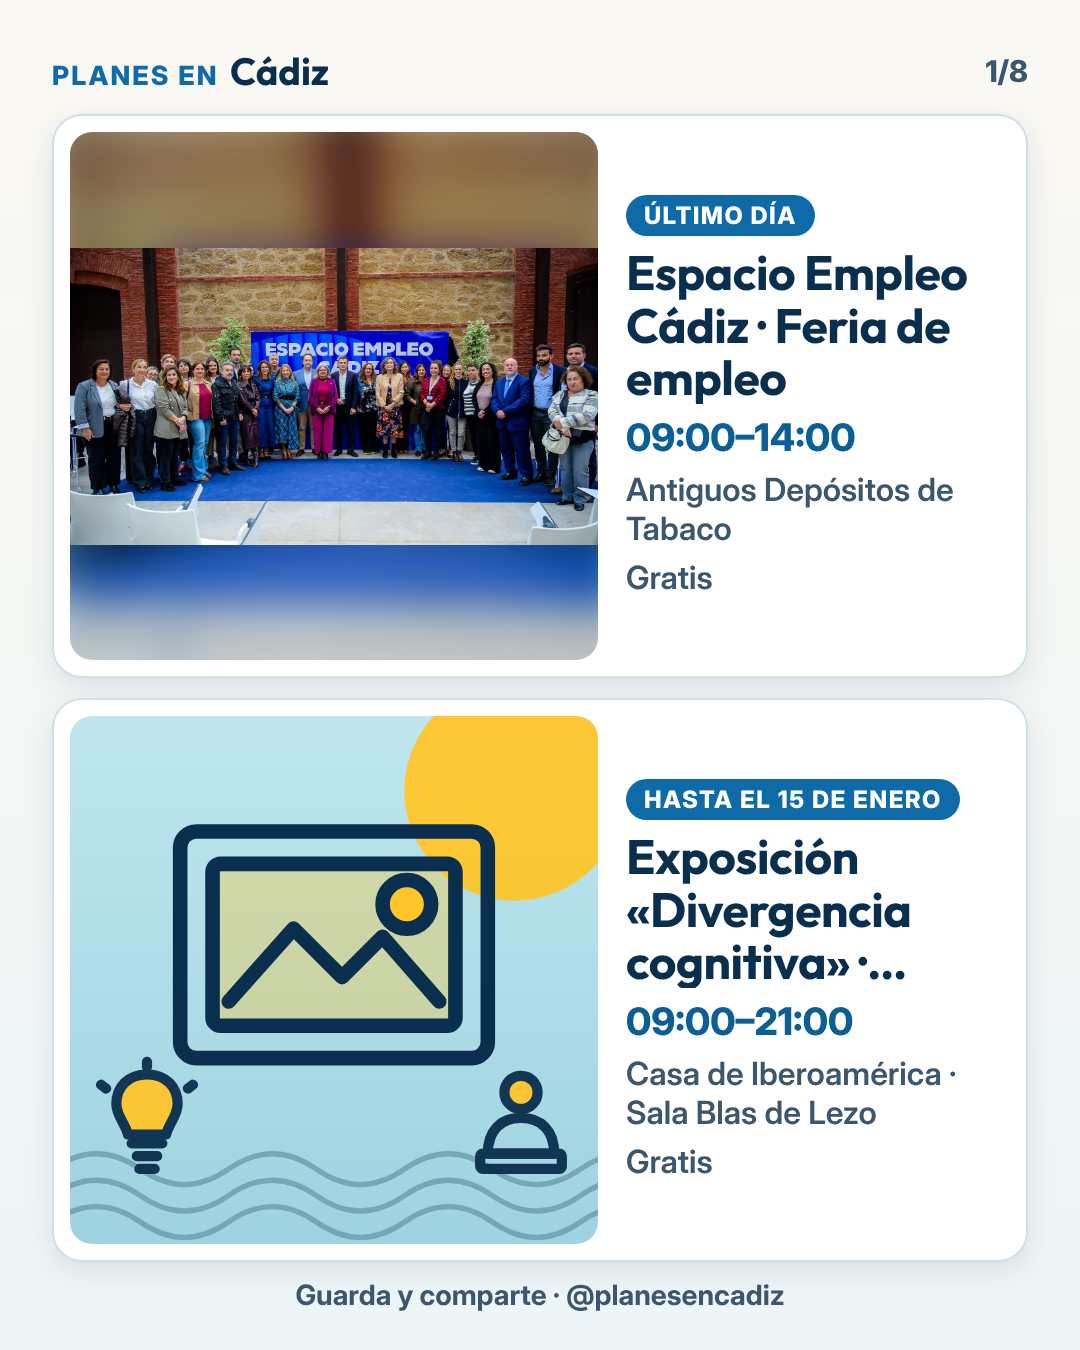 PLANES EN Cádiz
1/8
ESPACIO EMPLEO
CÁDIZ
ÚLTIMO DÍA
Espacio Empleo
Cádiz · Feria de
empleo
09:00–14:00
Antiguos Depósitos de
Tabaco
Gratis
HASTA EL 15 DE ENERO
Exposición
«Divergencia
cognitiva» ·...
09:00–21:00
Casa de Iberoamérica ·
Sala Blas de Lezo
Gratis
Guarda y comparte · @planesencadiz